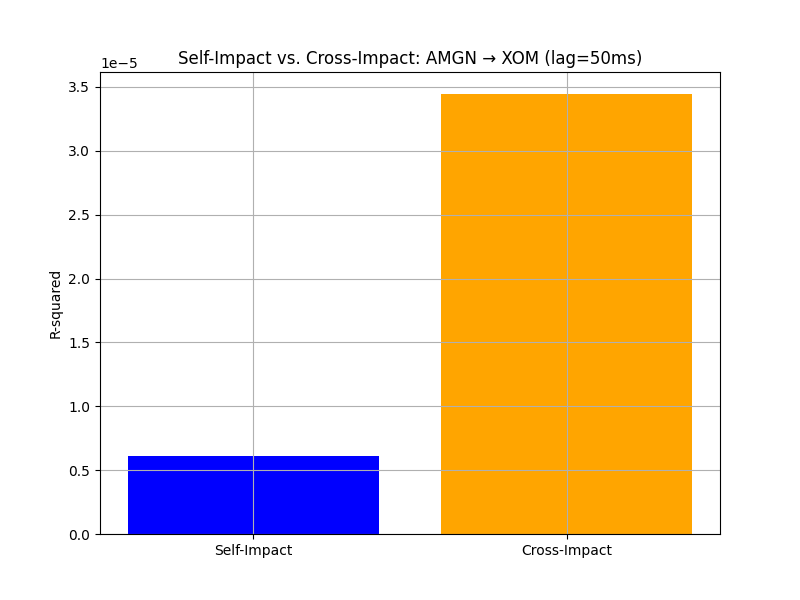 Self-Impact vs. Cross-Impact: AMGN → XOM (lag=50ms)
1e−5
3.5
3.0
2.5
2.0
1.5
1.0
0.5
0.0
R-squared
Self-Impact
Cross-Impact